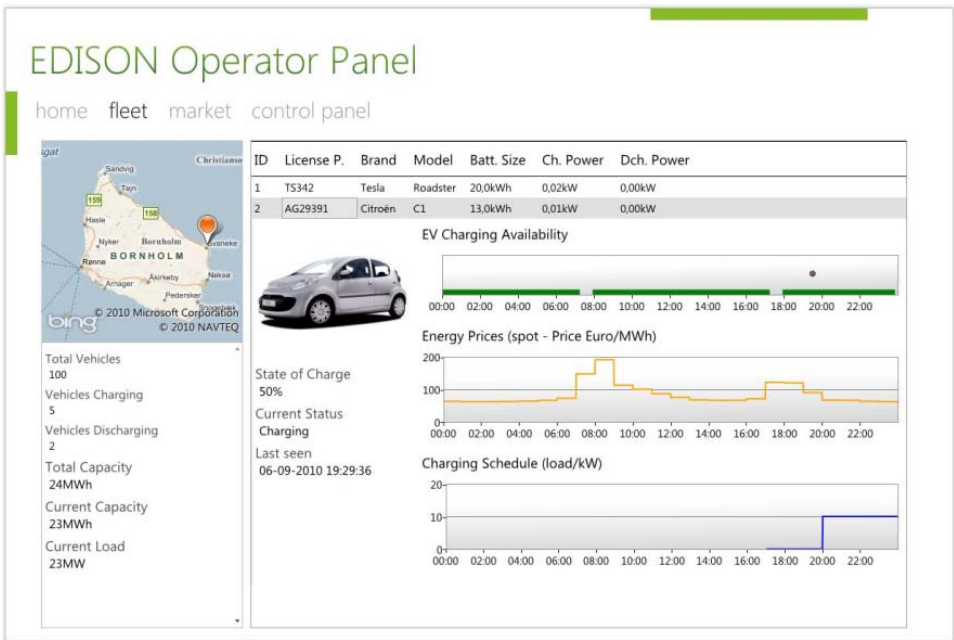 EDISON Operator Panel
home fleet market control panel
sgat
Christianso
Sandvig
Tejn
159
158
Hasle
Nyker Bornholm Svaneke
BORNHOLM
Rønne
Åkirkeby Neksø
Arnager
Pedersker
Snogebæk
© 2010 Microsoft Corporation
bing © 2010 NAVTEQ
Total Vehicles
100
Vehicles Charging
5
Vehicles Discharging
2
Total Capacity
24MWh
Current Capacity
23MWh
Current Load
23MW
ID License P. Brand Model Batt. Size Ch. Power Dch. Power
1 TS342 Tesla Roadster 20,0kWh 0,02kW 0,00kW
2 AG29391 Citroën C1 13,0kWh 0,01kW 0,00kW
State of Charge
50%
Current Status
Charging
Last seen
06-09-2010 19:29:36
EV Charging Availability
00:00 02:00 04:00 06:00 08:00 10:00 12:00 14:00 16:00 18:00 20:00 22:00
Energy Prices (spot - Price Euro/MWh)
200
100
0
00:00 02:00 04:00 06:00 08:00 10:00 12:00 14:00 16:00 18:00 20:00 22:00
Charging Schedule (load/kW)
20
10
0
00:00 02:00 04:00 06:00 08:00 10:00 12:00 14:00 16:00 18:00 20:00 22:00